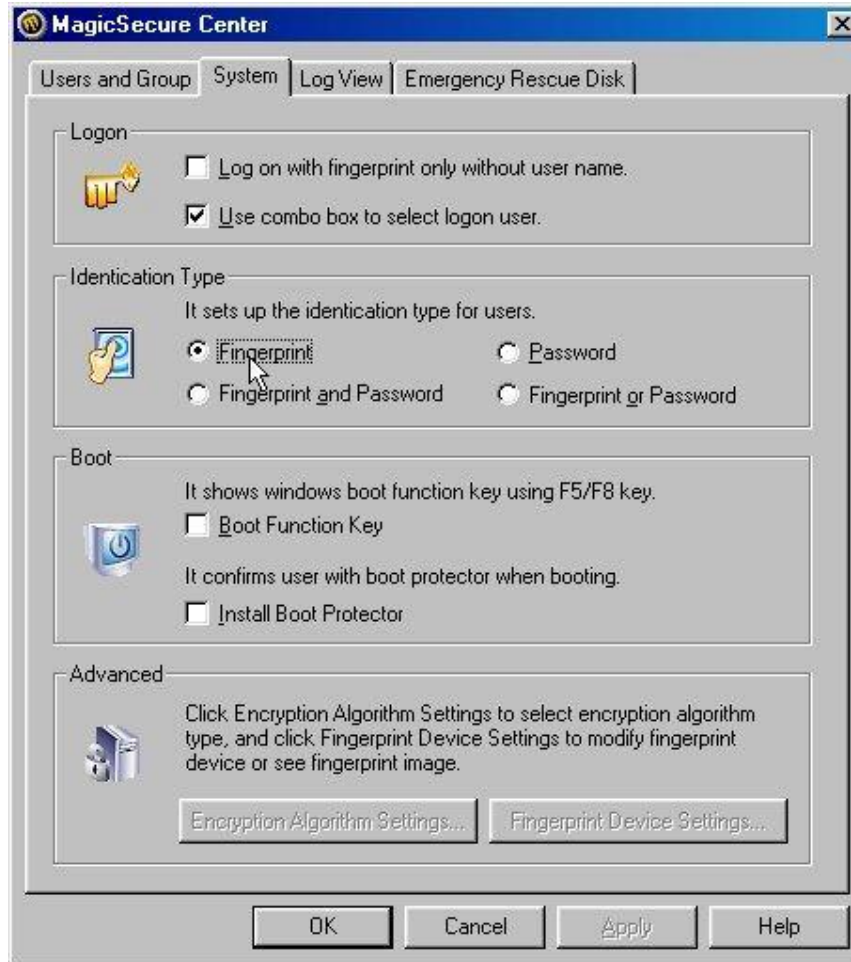 MagicSecure Center
Users and Group System Log View Emergency Rescue Disk
Logon
Log on with fingerprint only without user name.
Use combo box to select logon user.
Identication Type
It sets up the identication type for users.
Fingerprint Password
Fingerprint and Password Fingerprint or Password
Boot
It shows windows boot function key using F5/F8 key.
Boot Function Key
It confirms user with boot protector when booting.
Install Boot Protector
Advanced
Click Encryption Algorithm Settings to select encryption algorithm
type, and click Fingerprint Device Settings to modify fingerprint
device or see fingerprint image.
Encryption Algorithm Settings... Fingerprint Device Settings...
OK Cancel Apply Help